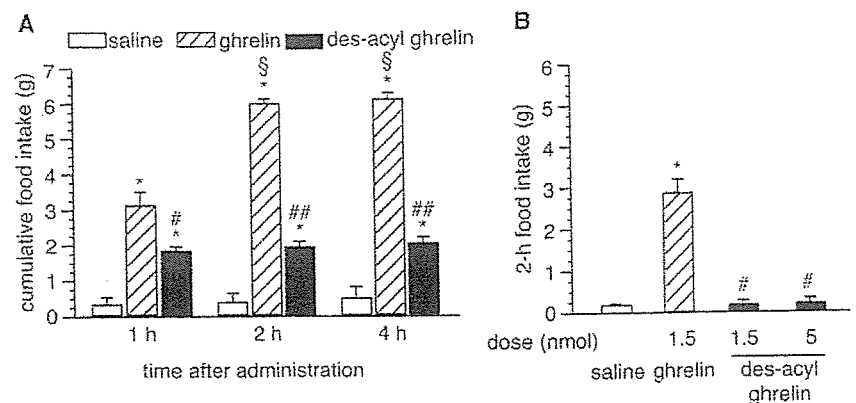 A
saline ghrelin des-acyl ghrelin
cumulative food intake (g)
7
6
5
4
3
2
1
0
*
#
*
§
*
##
*
§
*
##
*
1 h 2 h 4 h
time after administration
B
2-h food intake (g)
6
5
4
3
2
1
0
*
#
#
dose (nmol) 1.5 1.5 5
saline ghrelin des-acyl
ghrelin